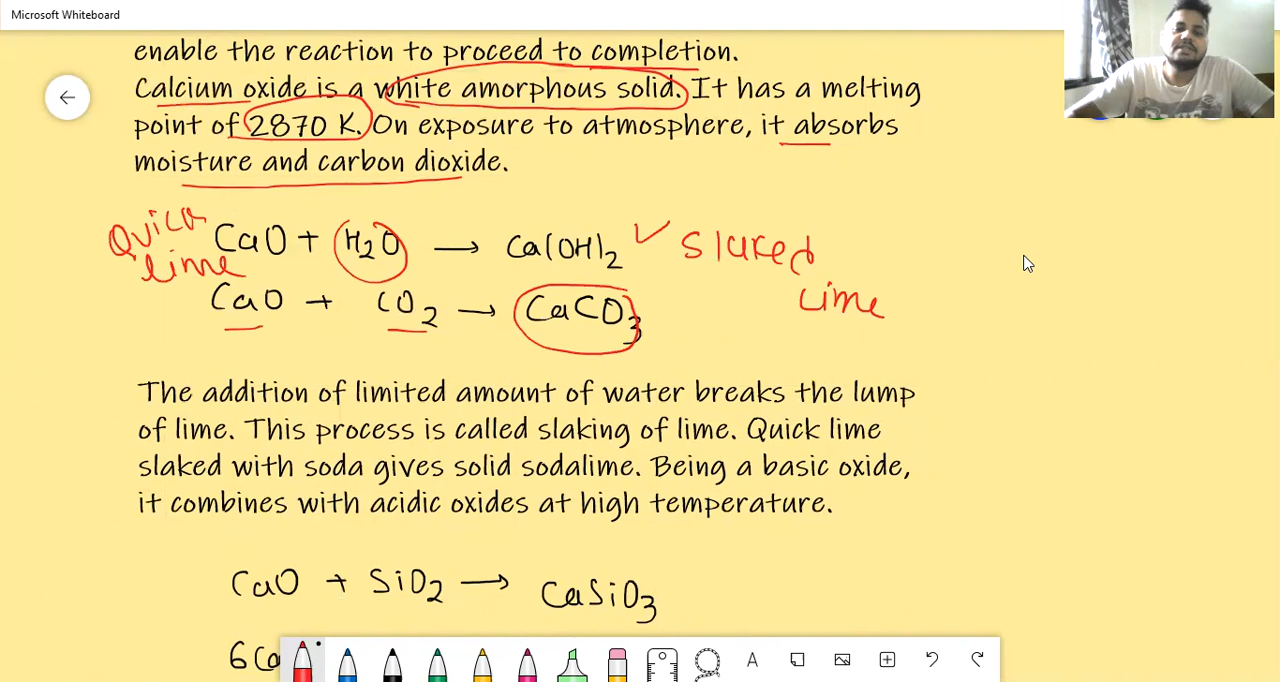 Microsoft Whiteboard
enable the reaction to proceed to completion.
Calcium oxide is a white amorphous solid. It has a melting
point of 2870 K. On exposure to atmosphere, it absorbs
moisture and carbon dioxide.
Quick lime CaO + H₂O → Ca(OH)₂ ✓ Slaked lime
CaO + CO₂ → CaCO₃
The addition of limited amount of water breaks the lump
of lime. This process is called slaking of lime. Quick lime
slaked with soda gives solid sodalime. Being a basic oxide,
it combines with acidic oxides at high temperature.
CaO + SiO₂ → CaSiO₃
6Ca
A